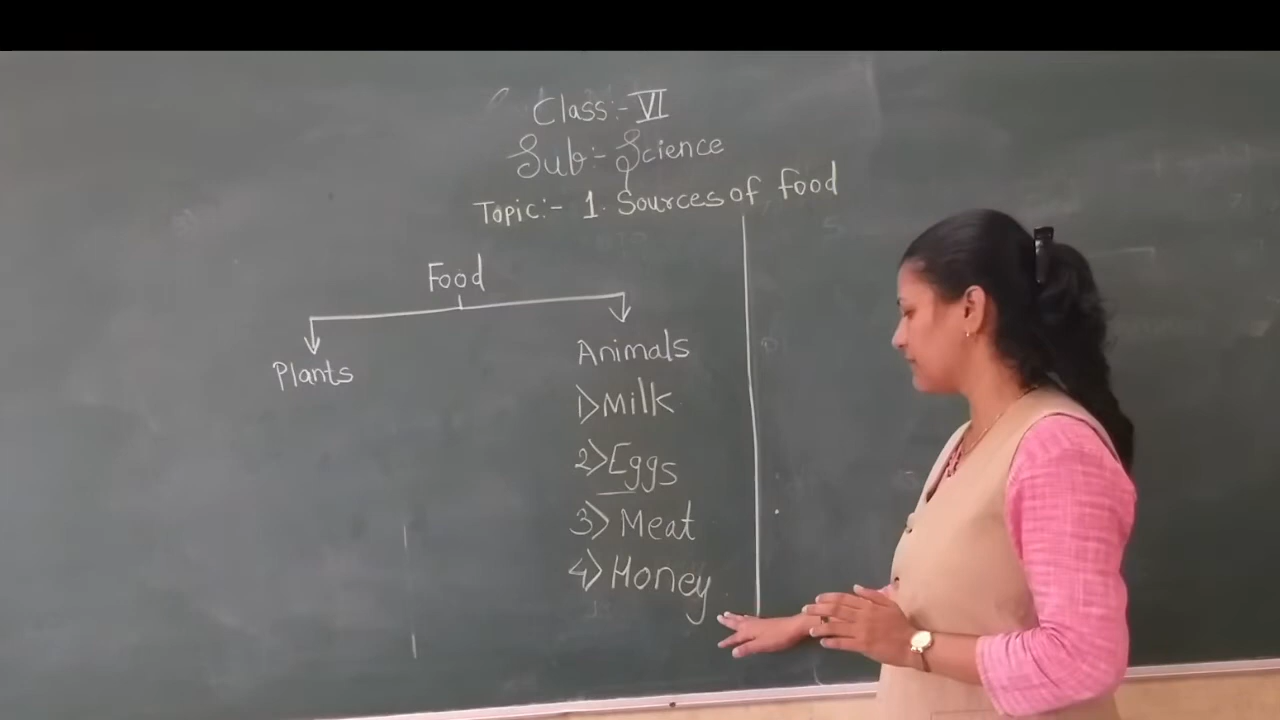 Class:- VI
Sub:- Science
Topic:- 1. Sources of food
Food
Plants
Animals
1) Milk
2) Eggs
3) Meat
4) Honey